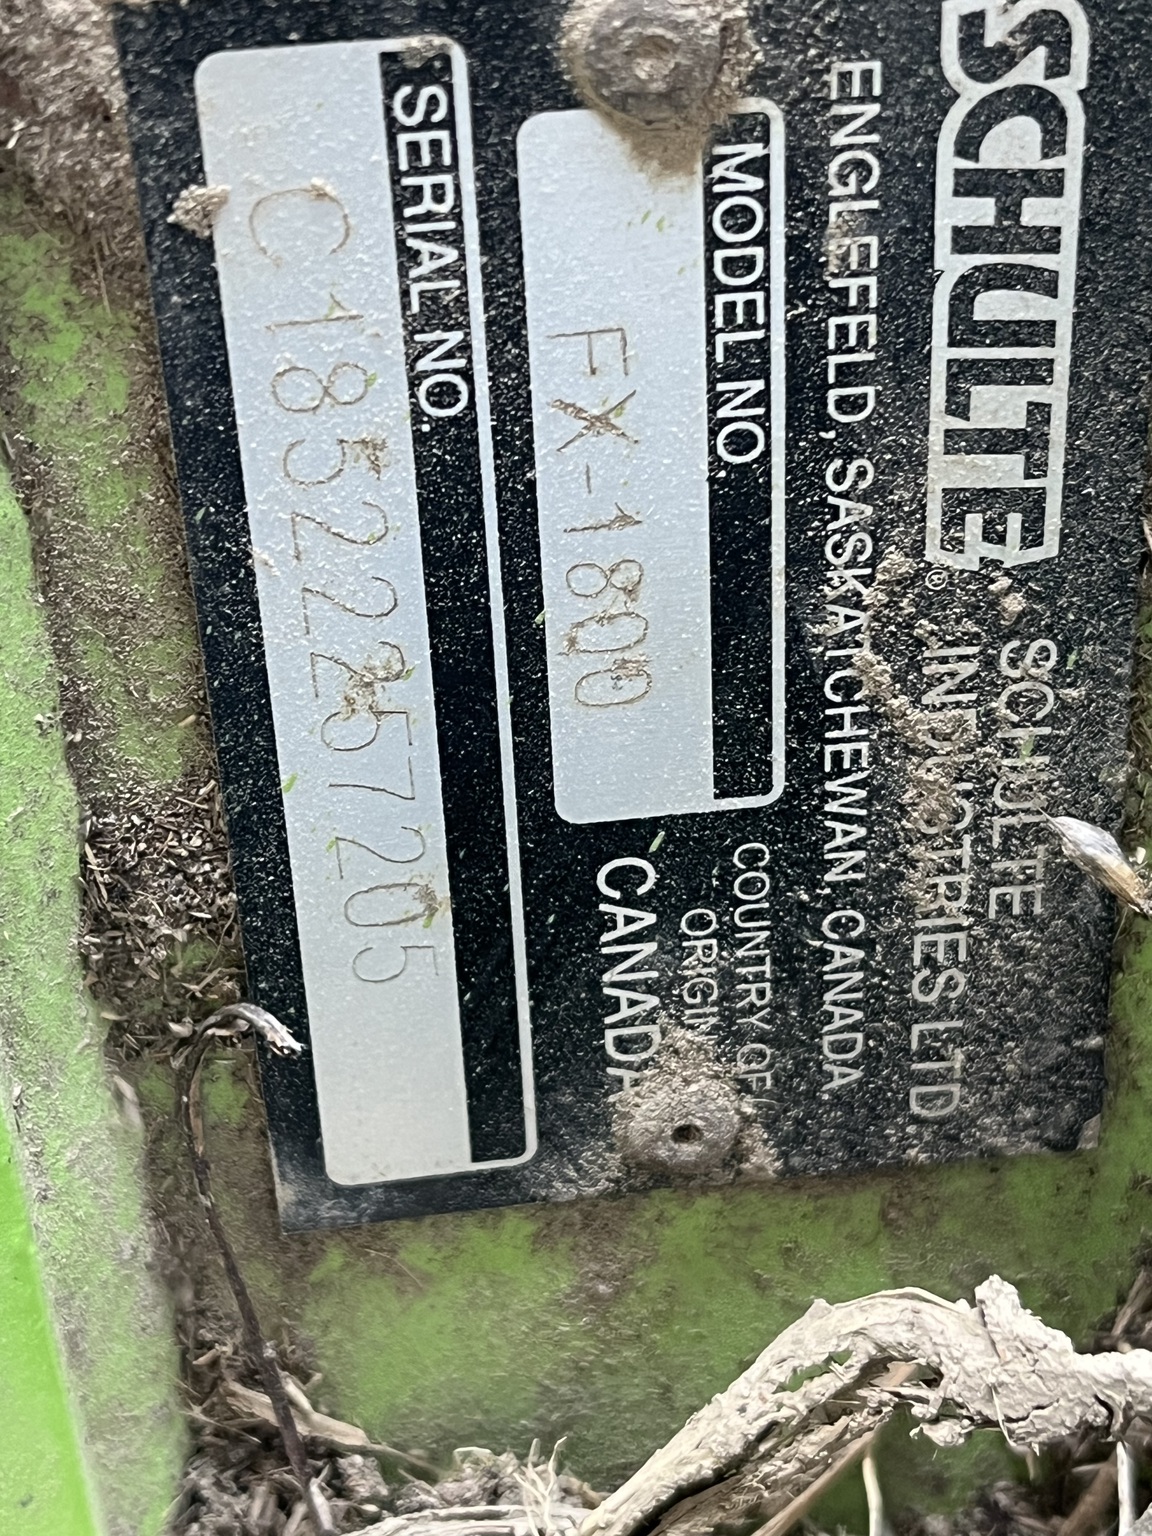 SCHULTE® SCHULTE
INDUSTRIES LTD
ENGLEFELD, SASKATCHEWAN, CANADA
MODEL NO.
FX-1800
COUNTRY OF
ORIGIN
CANADA
SERIAL NO.
C18522257205